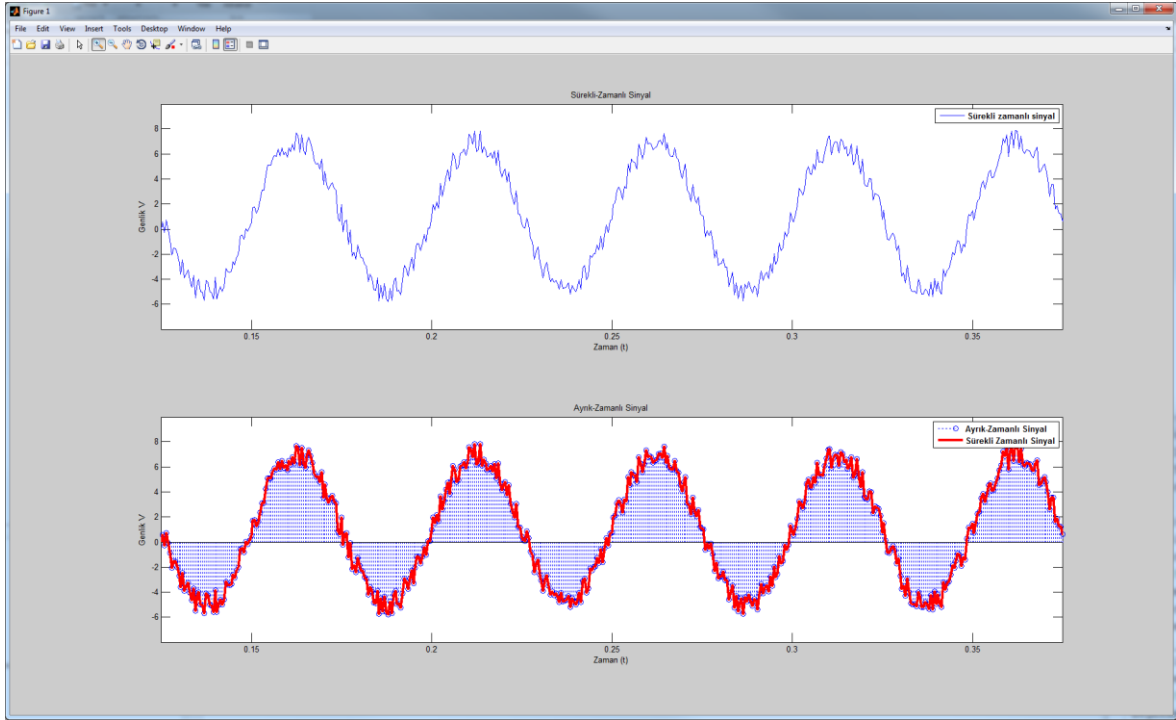 Figure 1
File Edit View Insert Tools Desktop Window Help
Sürekli-Zamanlı Sinyal
Sürekli zamanlı sinyal
8
6
4
2
0
-2
-4
-6
Genlik V
0.15 0.2 0.25 0.3 0.35
Zaman (t)
Ayrık-Zamanlı Sinyal
Ayrık-Zamanlı Sinyal
Sürekli Zamanlı Sinyal
8
6
4
2
0
-2
-4
-6
Genlik V
0.15 0.2 0.25 0.3 0.35
Zaman (t)